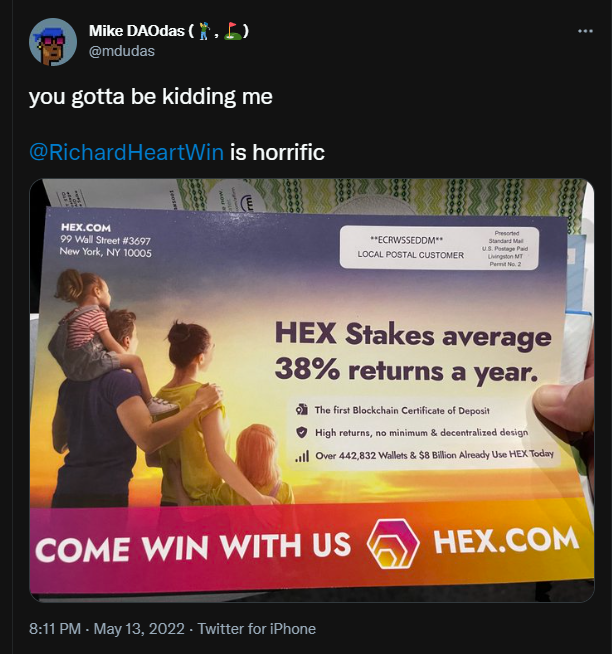 Mike DAOdas ( 🧌, ⛳)
@mdudas
you gotta be kidding me
@RichardHeartWin is horrific
HEX.COM
99 Wall Street #3697
New York, NY 10005
**ECRWSSEDDM**
LOCAL POSTAL CUSTOMER
Presorted
Standard Mail
U.S. Postage Paid
Livingston MT
Permit No. 2
HEX Stakes average
38% returns a year.
The first Blockchain Certificate of Deposit
High returns, no minimum & decentralized design
Over 442,832 Wallets & $8 Billion Already Use HEX Today
COME WIN WITH US
HEX.COM
8:11 PM · May 13, 2022 · Twitter for iPhone